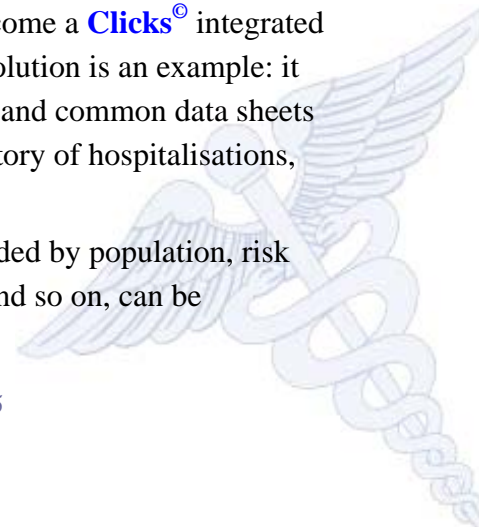 come a Clicks© integrated
olution is an example: it
and common data sheets
tory of hospitalisations,
ded by population, risk
nd so on, can be